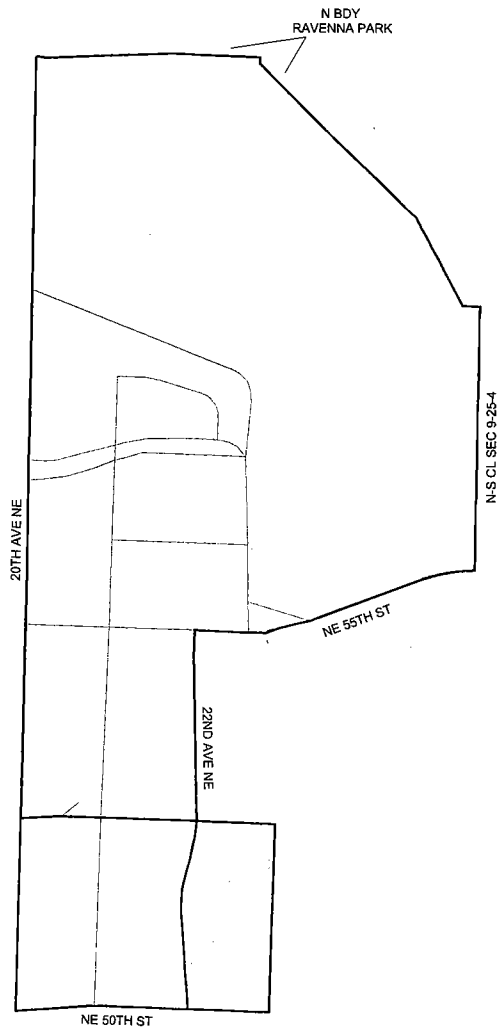 N BDY
RAVENNA PARK
N-S CL SEC 9-25-4
20TH AVE NE
NE 55TH ST
22ND AVE NE
NE 50TH ST